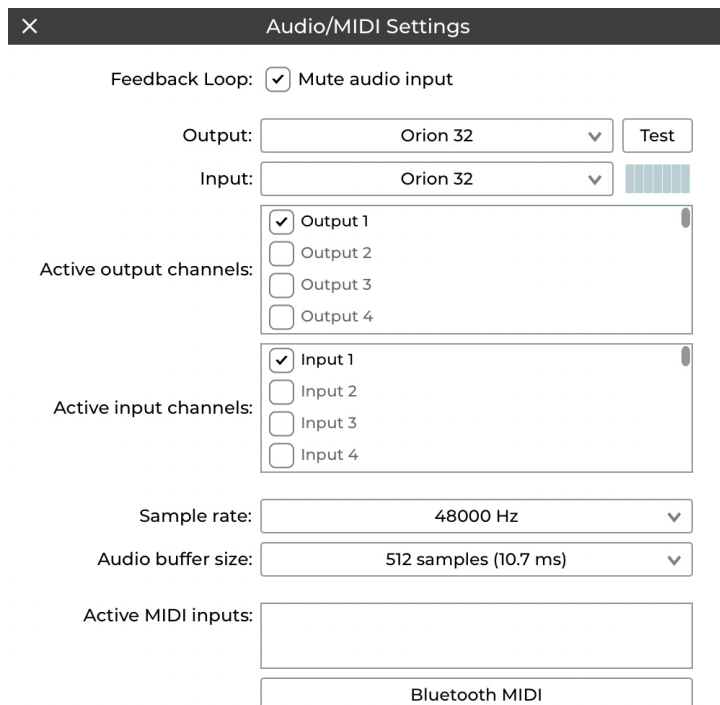 Audio/MIDI Settings
Feedback Loop: Mute audio input
Output: Orion 32 Test
Input: Orion 32
Active output channels:
Output 1
Output 2
Output 3
Output 4
Active input channels:
Input 1
Input 2
Input 3
Input 4
Sample rate: 48000 Hz
Audio buffer size: 512 samples (10.7 ms)
Active MIDI inputs:
Bluetooth MIDI